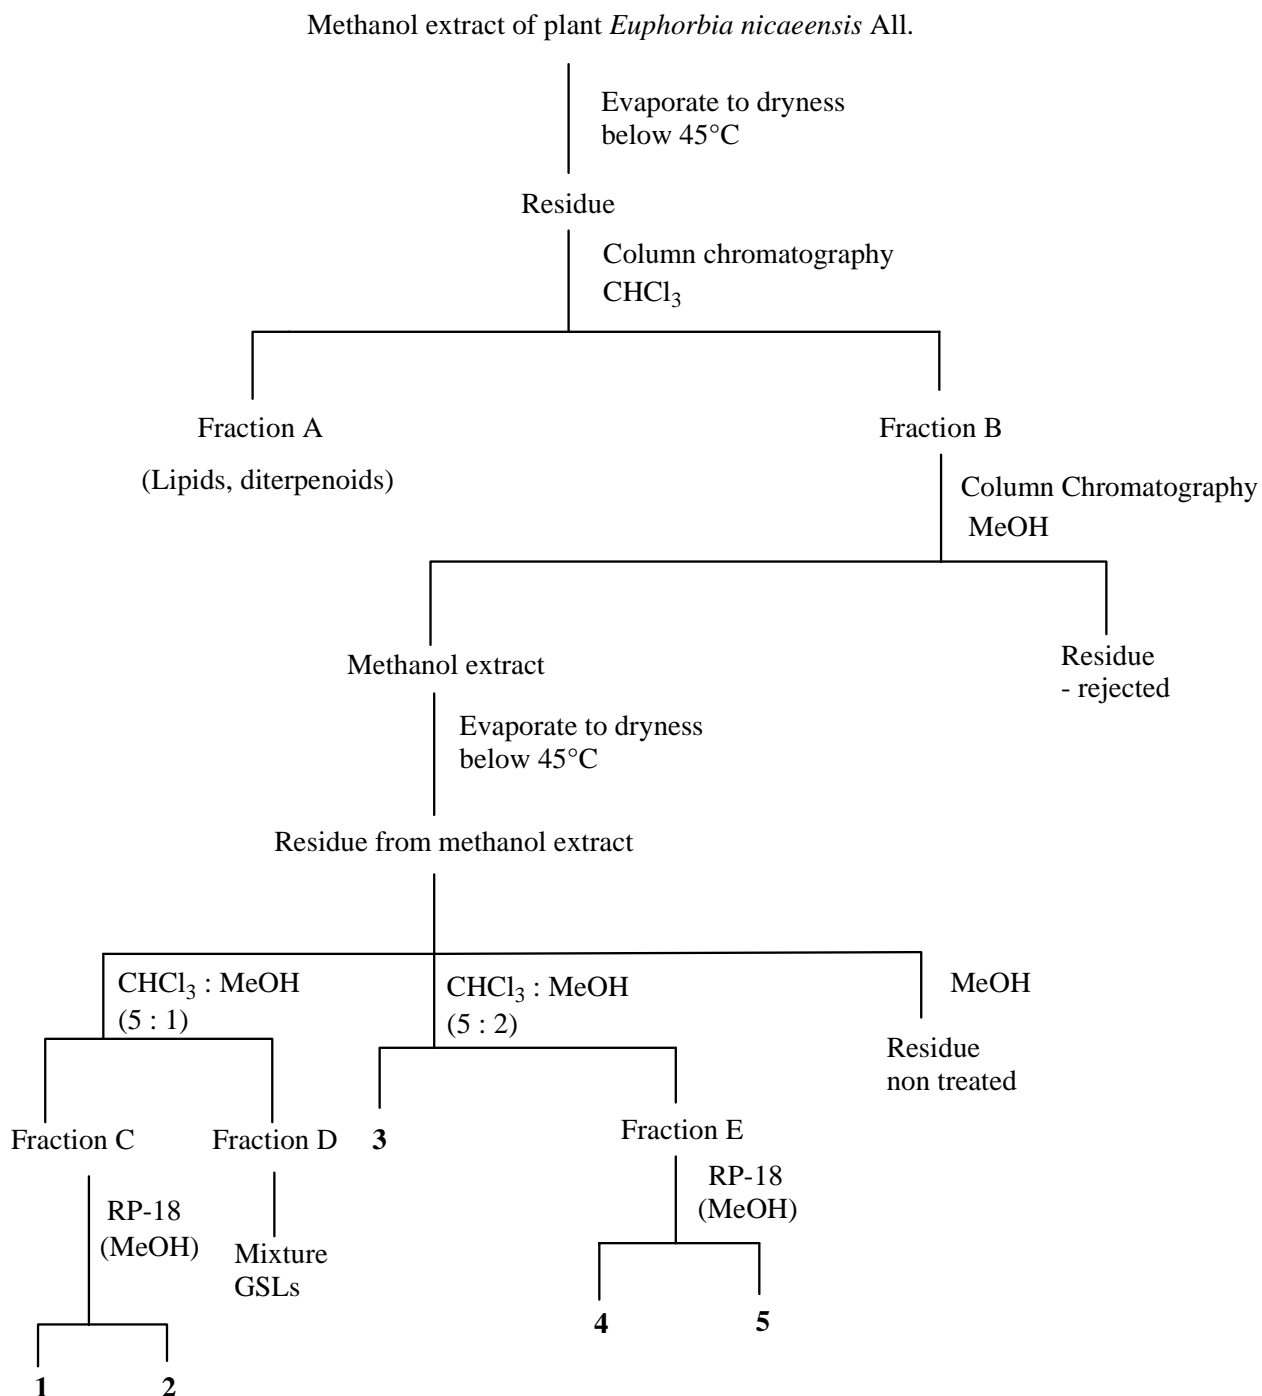 Methanol extract of plant Euphorbia nicaeensis All.
Evaporate to dryness
below 45°C
Residue
Column chromatography
CHCl3
Fraction A
(Lipids, diterpenoids)
Fraction B
Column Chromatography
MeOH
Methanol extract
Residue
- rejected
Evaporate to dryness
below 45°C
Residue from methanol extract
CHCl3 : MeOH
(5 : 1)
CHCl3 : MeOH
(5 : 2)
MeOH
Residue
non treated
Fraction C
Fraction D
3
Fraction E
RP-18
(MeOH)
Mixture
GSLs
RP-18
(MeOH)
4
5
1
2